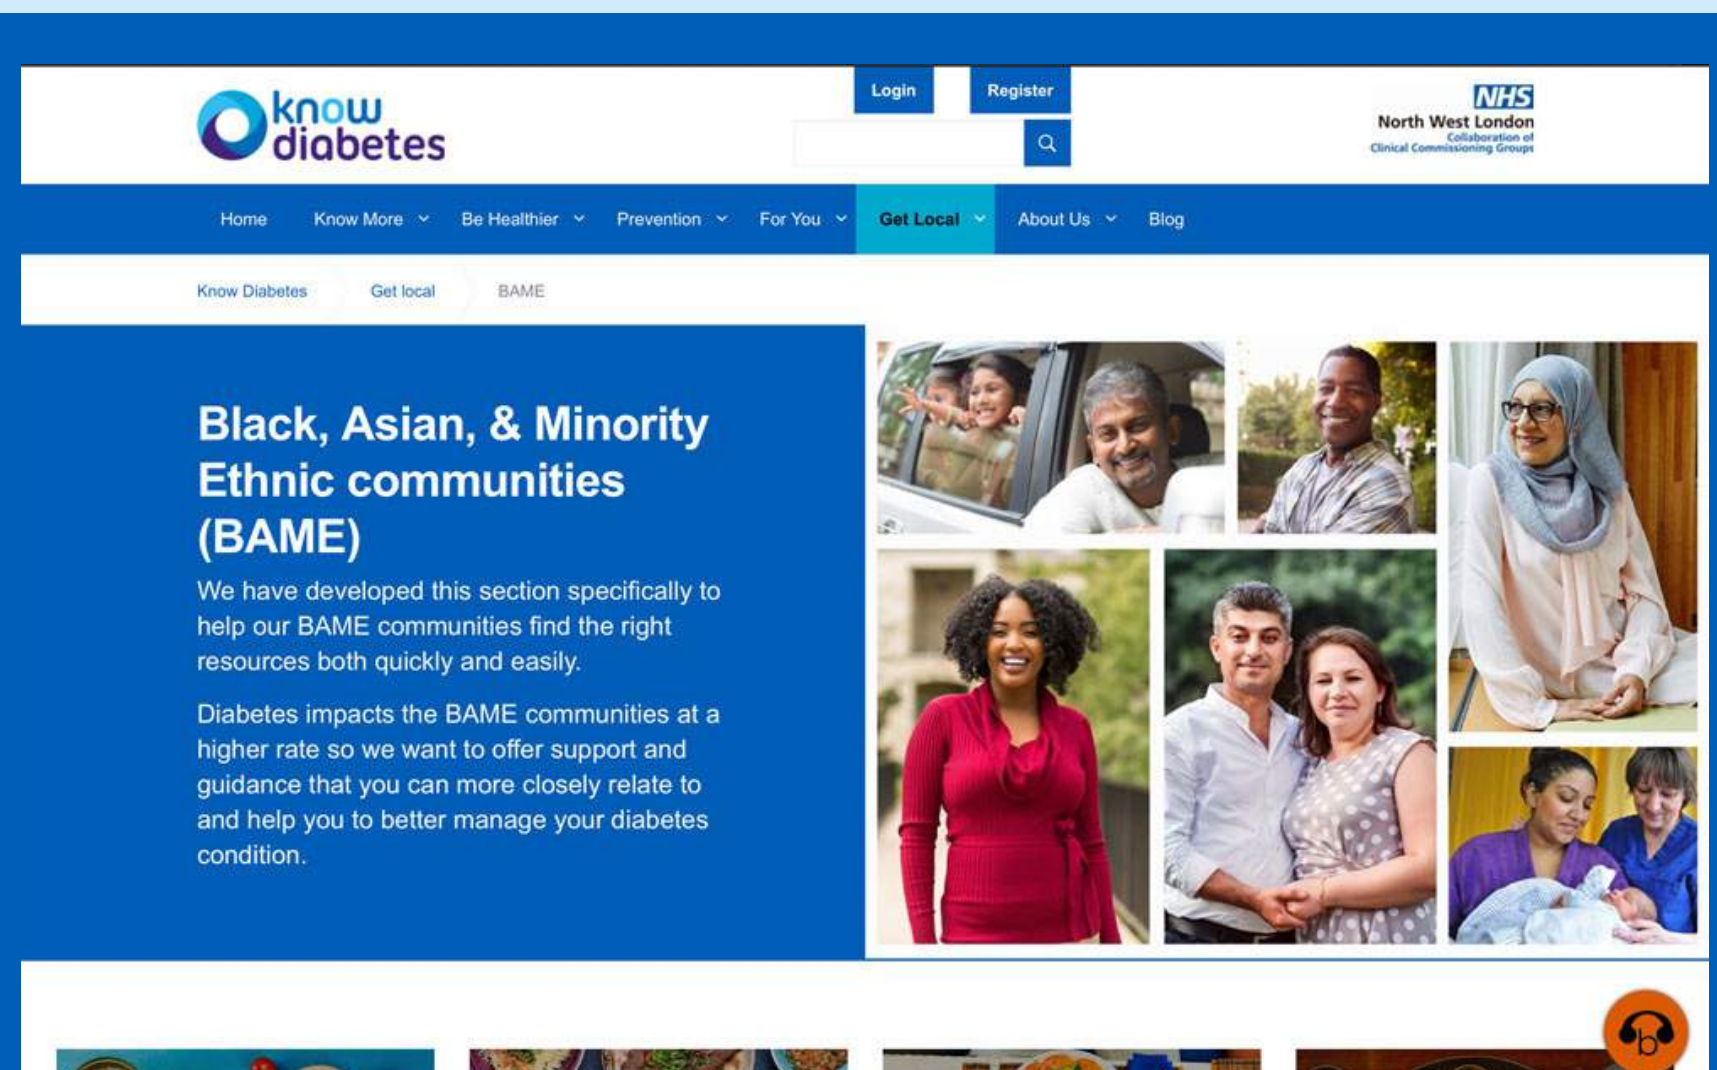 know
diabetes
Login
Register
NHS
North West London
Collaboration of
Clinical Commissioning Groups
Home
Know More
Be Healthier
Prevention
For You
Get Local
About Us
Blog
Know Diabetes
Get local
BAME
Black, Asian, & Minority
Ethnic communities
(BAME)
We have developed this section specifically to
help our BAME communities find the right
resources both quickly and easily.
Diabetes impacts the BAME communities at a
higher rate so we want to offer support and
guidance that you can more closely relate to
and help you to better manage your diabetes
condition.
b